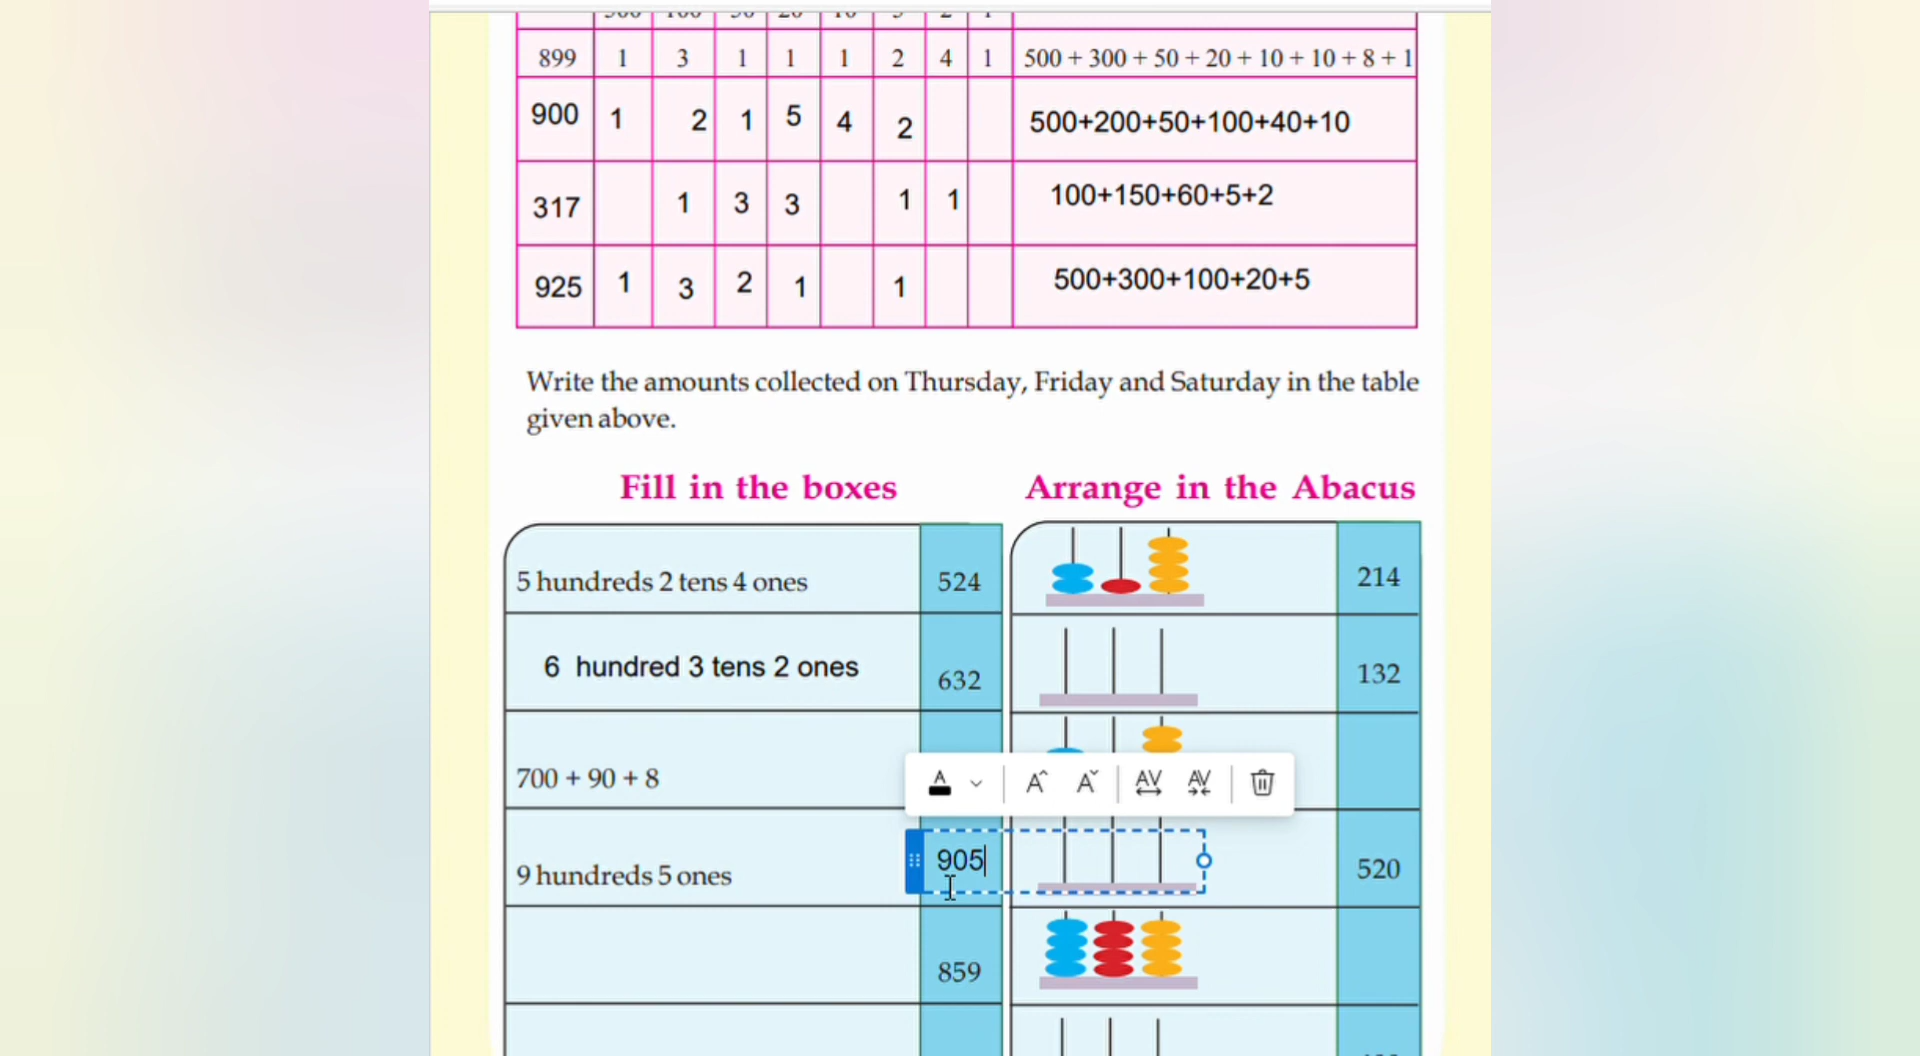 899 1 3 1 1 1 2 4 1 500 + 300 + 50 + 20 + 10 + 10 + 8 + 1
900 1 2 1 5 4 2 500+200+50+100+40+10
317 1 3 3 1 1 100+150+60+5+2
925 1 3 2 1 1 500+300+100+20+5
Write the amounts collected on Thursday, Friday and Saturday in the table
given above.
Fill in the boxes
5 hundreds 2 tens 4 ones 524
6 hundred 3 tens 2 ones 632
700 + 90 + 8
9 hundreds 5 ones 905
859
Arrange in the Abacus
214
132
520